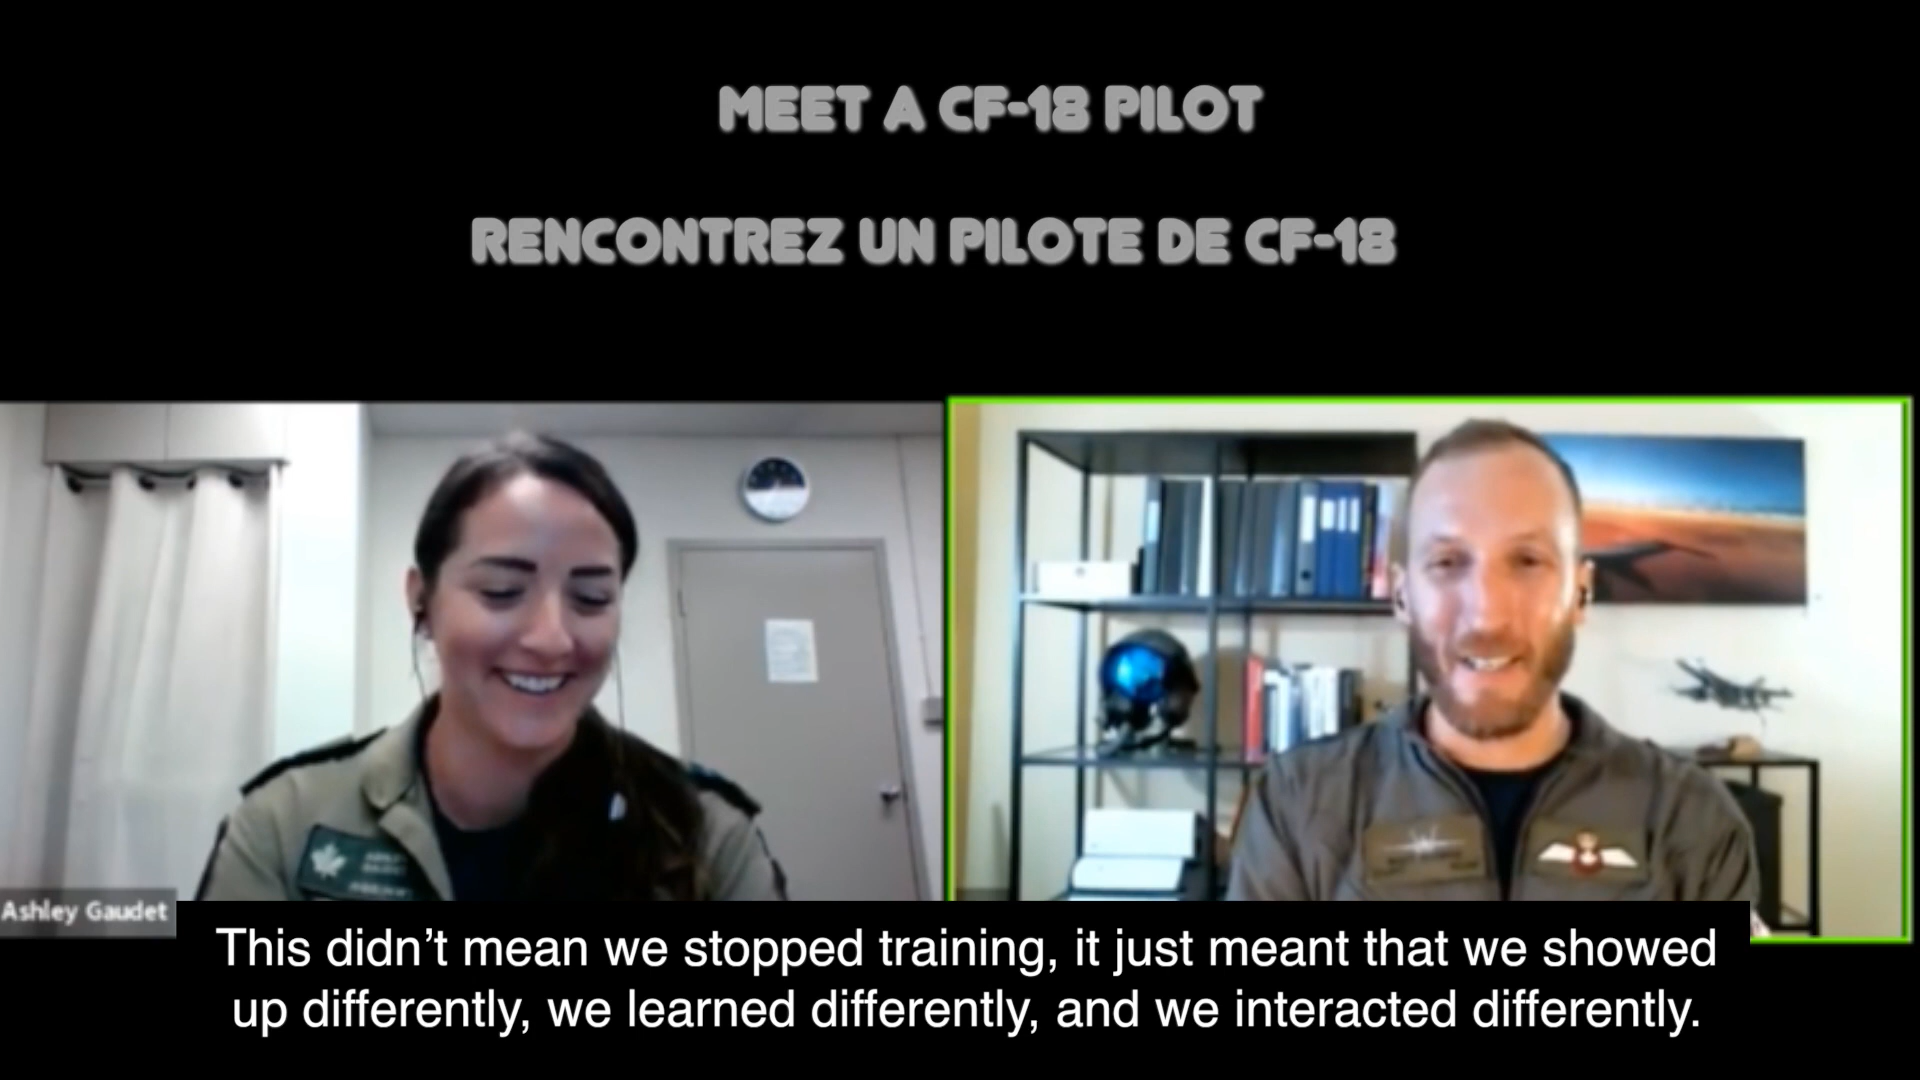 MEET A CF-18 PILOT
RENCONTREZ UN PILOTE DE CF-18
Ashley Gaudet
This didn’t mean we stopped training, it just meant that we showed
up differently, we learned differently, and we interacted differently.